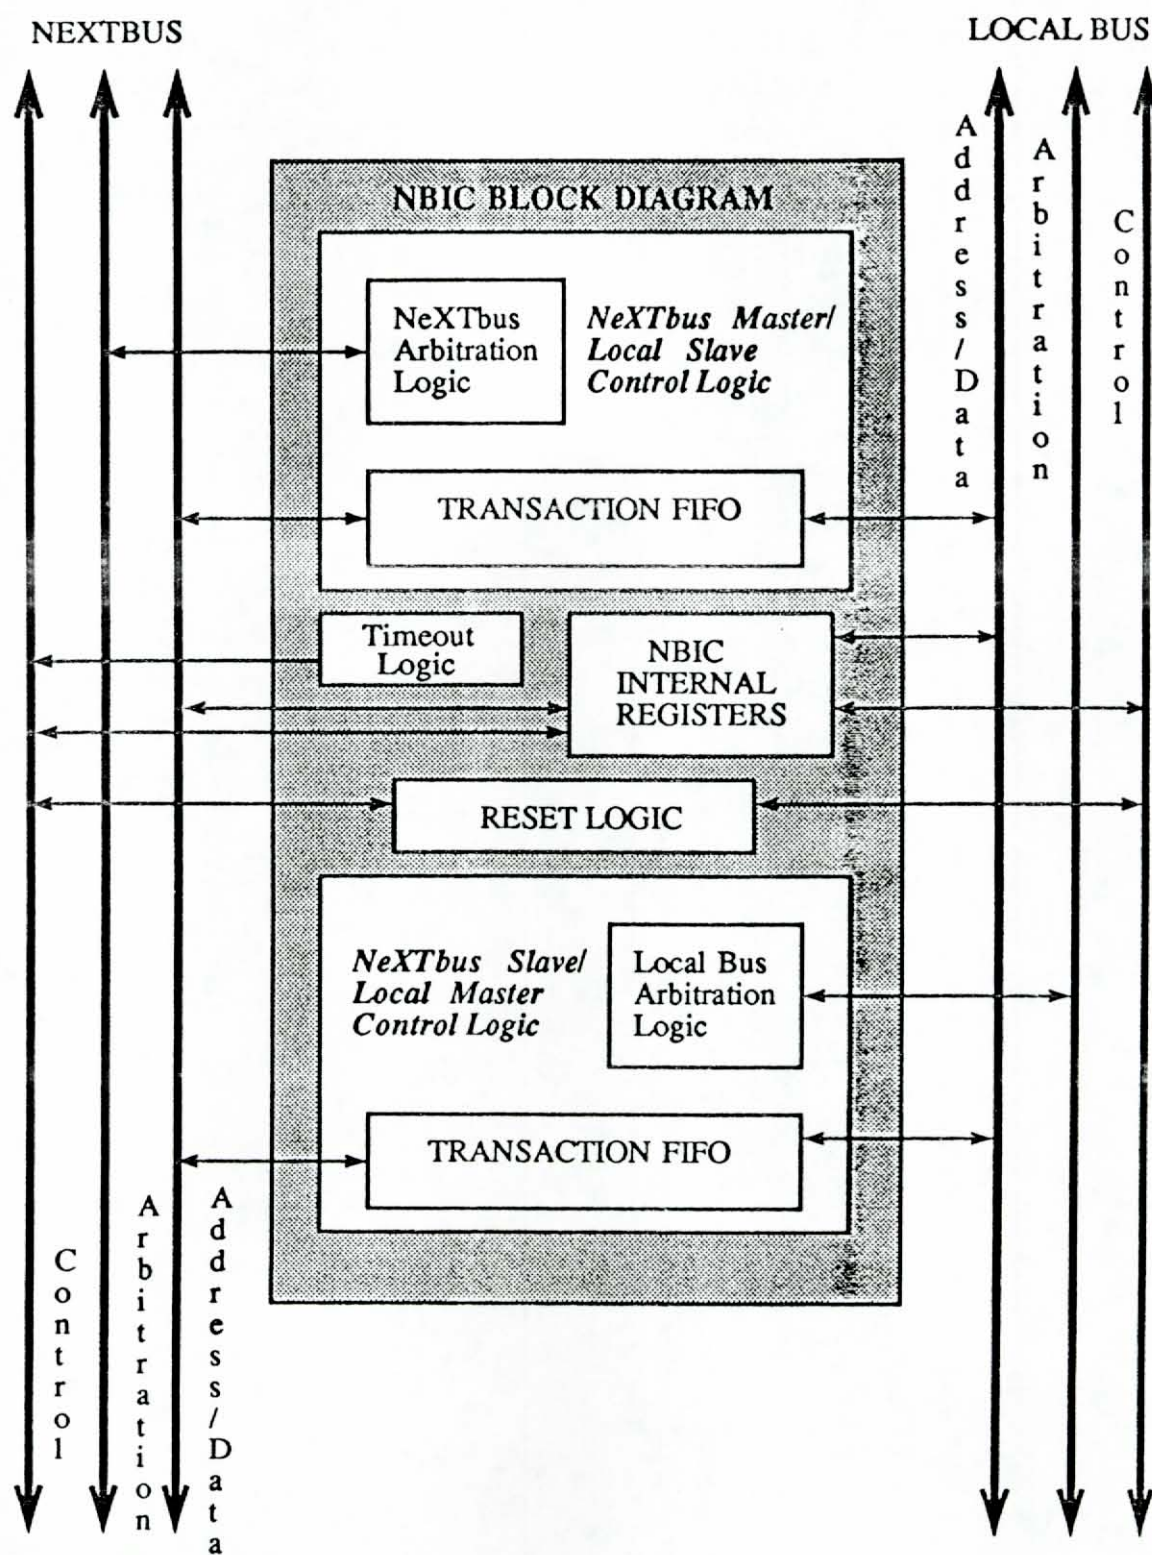 NEXTBUS
LOCAL BUS
NBIC BLOCK DIAGRAM
NeXTbus
Arbitration
Logic
NeXTbus Master/
Local Slave
Control Logic
TRANSACTION FIFO
Address/Data
Arbitration
Control
Timeout
Logic
NBIC
INTERNAL
REGISTERS
RESET LOGIC
NeXTbus Slave/
Local Master
Control Logic
Local Bus
Arbitration
Logic
TRANSACTION FIFO
Control
Arbitration
Address/Data